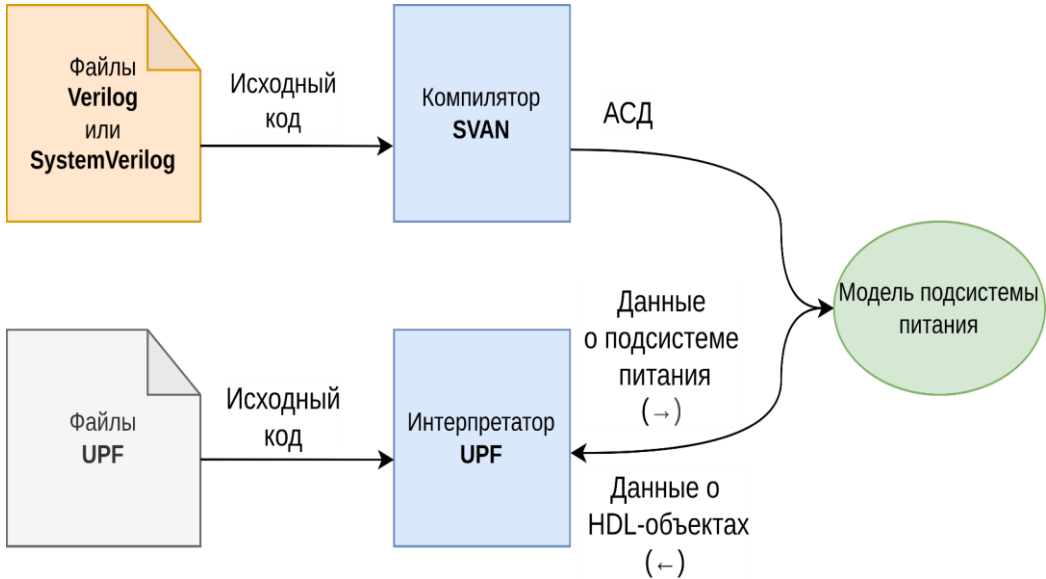 Файлы
Verilog
или
SystemVerilog
Исходный
код
Компилятор
SVAN
АСД
Модель подсистемы
питания
Данные
о подсистеме
питания
(→)
Файлы
UPF
Исходный
код
Интерпретатор
UPF
Данные о
HDL-объектах
(←)